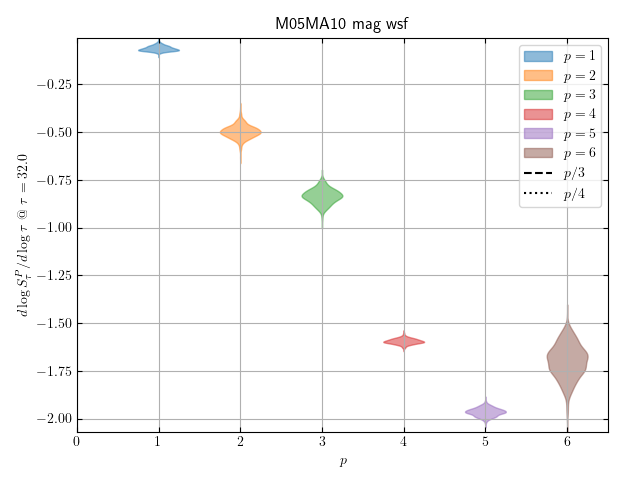 M05MA10 mag wsf
d log S_τ^P / d log τ @ τ = 32.0
−0.25
−0.50
−0.75
−1.00
−1.25
−1.50
−1.75
−2.00
p = 1
p = 2
p = 3
p = 4
p = 5
p = 6
p/3
p/4
0 1 2 3 4 5 6
p